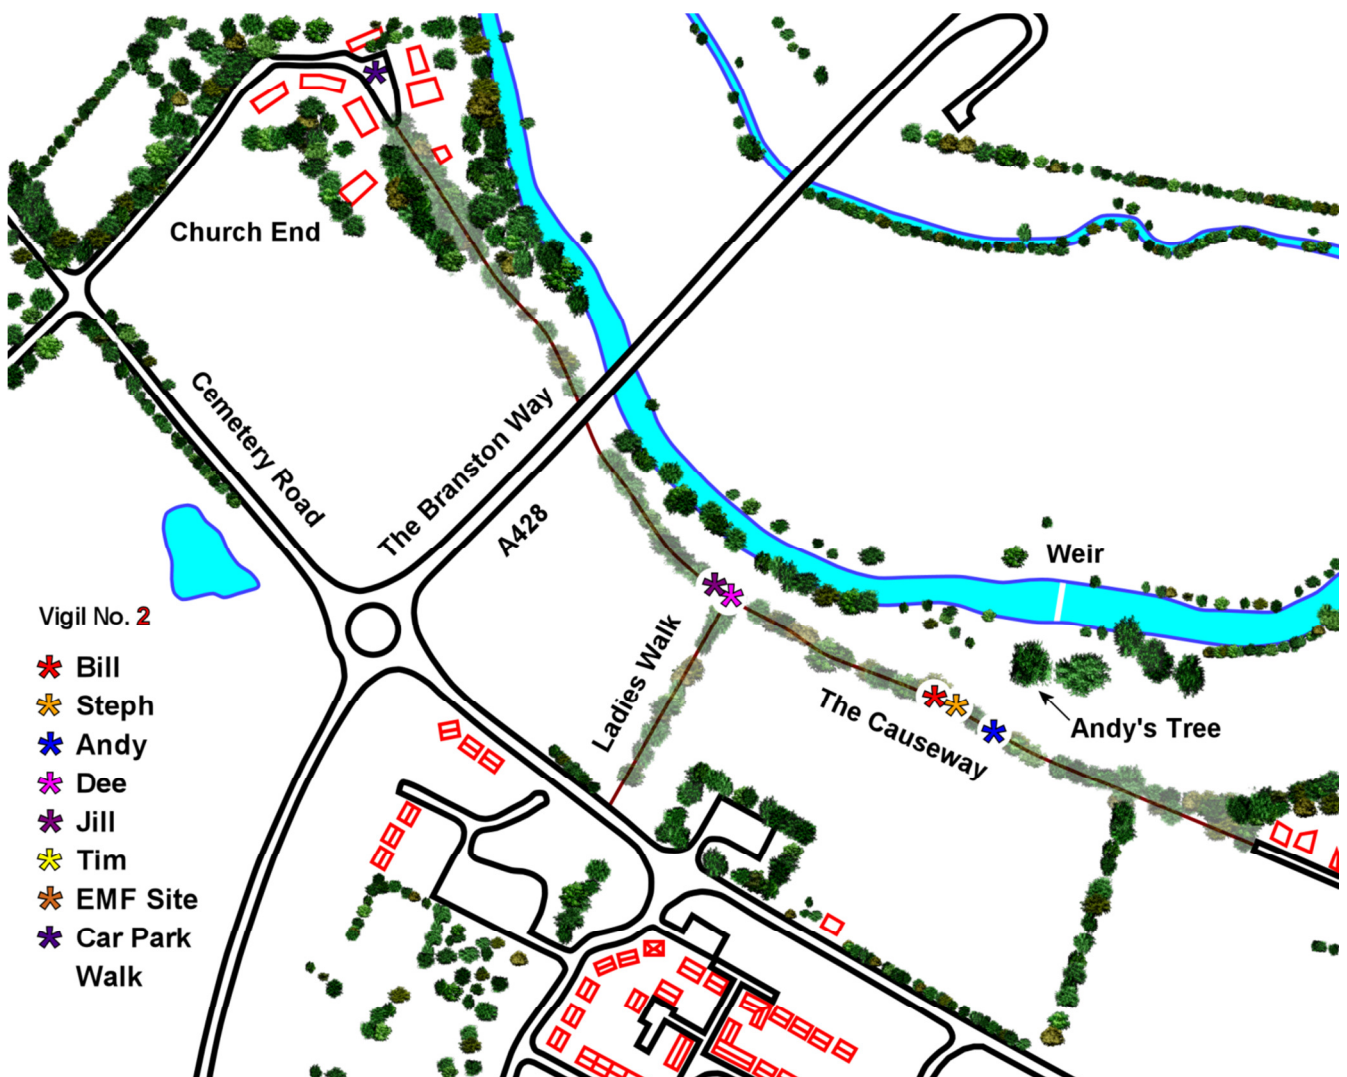 Church End
Cemetery Road
The Branston Way
A428
Weir
Vigil No. 2
Bill
Steph
Andy
Dee
Jill
Tim
EMF Site
Car Park
Walk
Ladies Walk
The Causeway
Andy's Tree